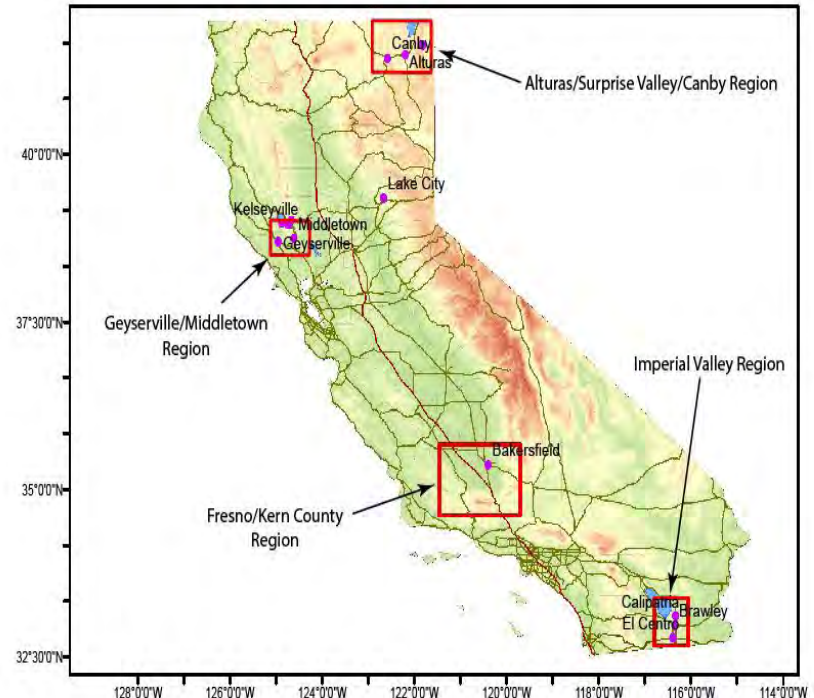 Canby
Alturas
Alturas/Surprise Valley/Canby Region
40°0'0"N
Lake City
Kelseyville
Middletown
Geyserville
37°30'0"N
Geyserville/Middletown
Region
Imperial Valley Region
Bakersfield
35°0'0"N
Fresno/Kern County
Region
Calipatria
Brawley
El Centro
32°30'0"N
128°0'0"W
126°0'0"W
124°0'0"W
122°0'0"W
120°0'0"W
118°0'0"W
116°0'0"W
114°0'0"W